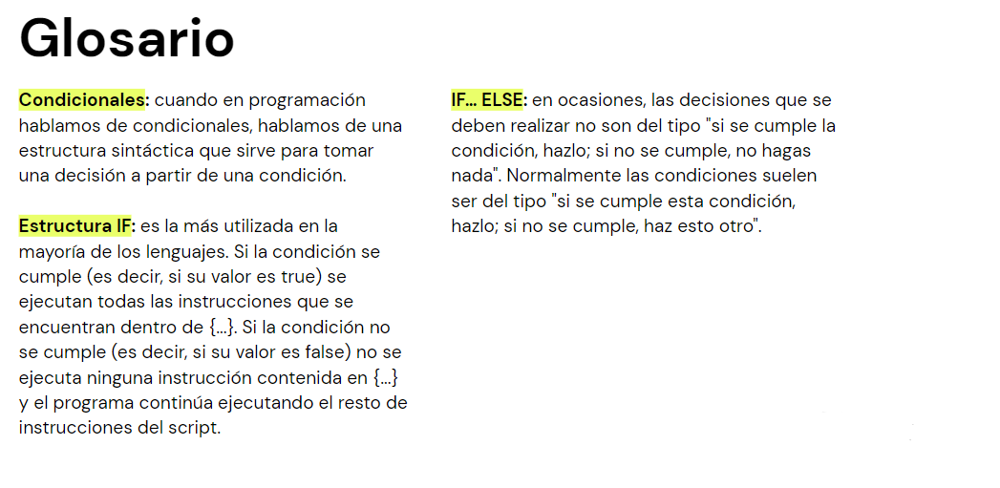 Glosario
Condicionales: cuando en programación
hablamos de condicionales, hablamos de una
estructura sintáctica que sirve para tomar
una decisión a partir de una condición.
Estructura IF: es la más utilizada en la
mayoría de los lenguajes. Si la condición se
cumple (es decir, si su valor es true) se
ejecutan todas las instrucciones que se
encuentran dentro de {...}. Si la condición no
se cumple (es decir, si su valor es false) no se
ejecuta ninguna instrucción contenida en {...}
y el programa continúa ejecutando el resto de
instrucciones del script.
IF... ELSE: en ocasiones, las decisiones que se
deben realizar no son del tipo "si se cumple la
condición, hazlo; si no se cumple, no hagas
nada". Normalmente las condiciones suelen
ser del tipo "si se cumple esta condición,
hazlo; si no se cumple, haz esto otro".